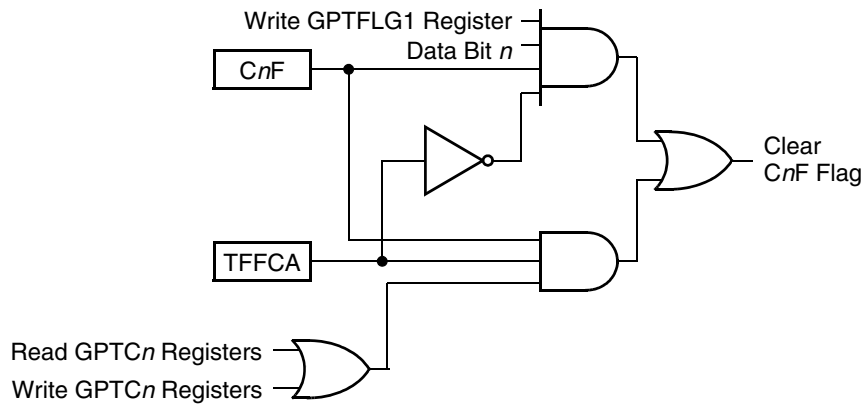 Write GPTFLG1 Register
Data Bit n
CnF
Clear
CnF Flag
TFFCA
Read GPTCn Registers
Write GPTCn Registers